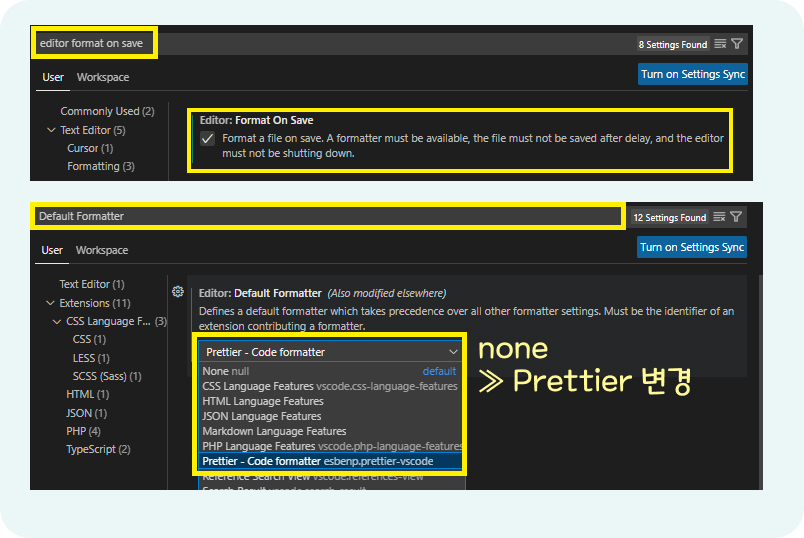 editor format on save
8 Settings Found
User Workspace
Turn on Settings Sync
Commonly Used (2)
Text Editor (5)
Cursor (1)
Formatting (3)
Editor: Format On Save
Format a file on save. A formatter must be available, the file must not be saved after delay, and the editor
must not be shutting down.
Default Formatter
12 Settings Found
User Workspace
Turn on Settings Sync
Text Editor (1)
Extensions (11)
CSS Language F... (3)
CSS (1)
LESS (1)
SCSS (Sass) (1)
HTML (1)
JSON (1)
PHP (4)
TypeScript (2)
Editor: Default Formatter (Also modified elsewhere)
Defines a default formatter which takes precedence over all other formatter settings. Must be the identifier of an
extension contributing a formatter.
Prettier - Code formatter
None null default
CSS Language Features vscode.css-language-features
HTML Language Features
JSON Language Features
Markdown Language Features
PHP Language Features vscode.php-language-features
Prettier - Code formatter esbenp.prettier-vscode
Reference Search View vscode.references-view
Search Result vscode.search-result
none
≫ Prettier 변경